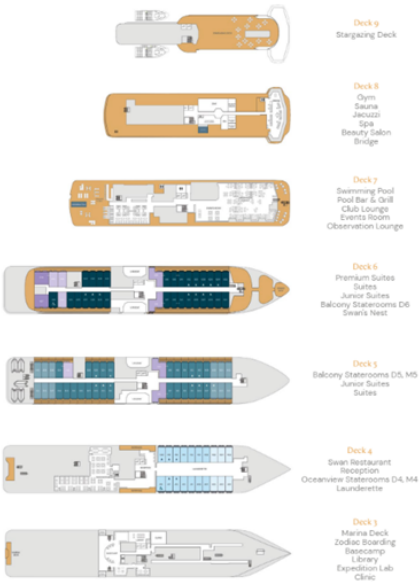 Deck 9
Stargazing Deck
Deck 8
Gym
Sauna
Jacuzzi
Spa
Beauty Salon
Bridge
Deck 7
Swimming Pool
Pool Bar & Grill
Club Lounge
Events Room
Observation Lounge
Deck 6
Premium Suites
Suites
Junior Suites
Balcony Staterooms D6
Swan's Nest
Deck 5
Balcony Staterooms D5, M5
Junior Suites
Suites
Deck 4
Swan Restaurant
Reception
Oceanview Staterooms D4, M4
Launderette
Deck 3
Marina Deck
Zodiac Boarding
Basecamp
Library
Expedition Lab
Clinic